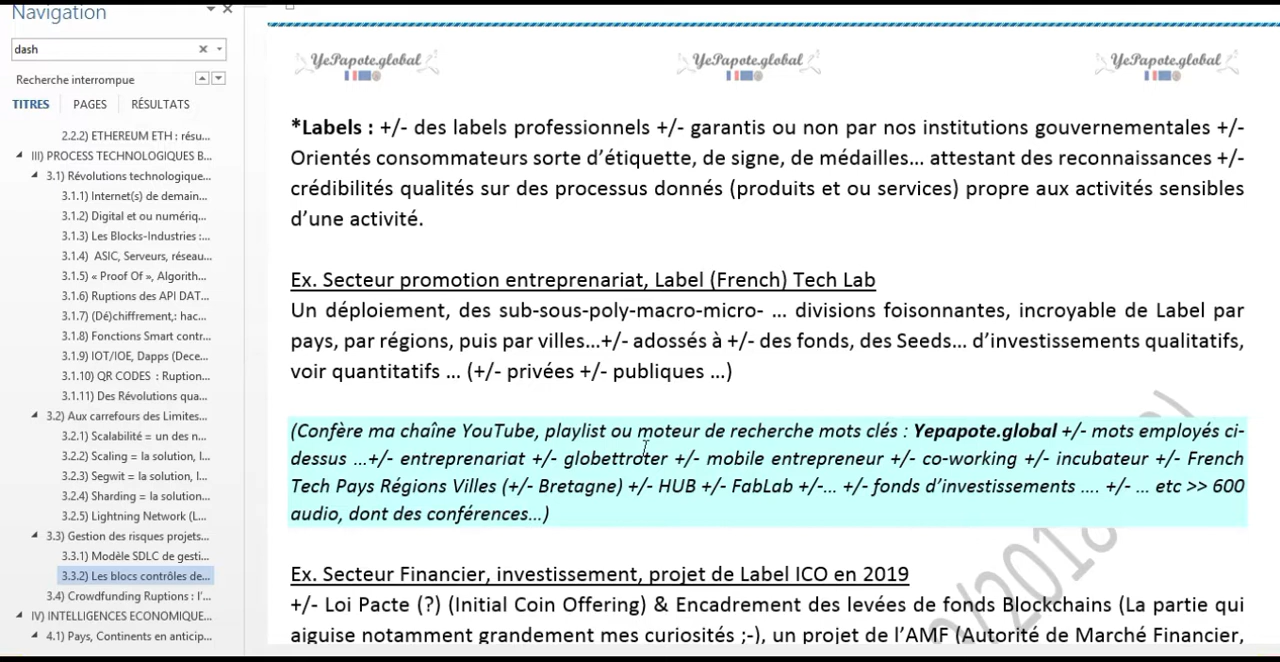 Navigation
dash
Recherche interrompue
TITRES PAGES RÉSULTATS
2.2.2) ETHEREUM ETH : résu...
III) PROCESS TECHNOLOGIQUES B...
3.1) Révolutions technologique...
3.1.1) Internet(s) de demain...
3.1.2) Digital et ou numériq...
3.1.3) Les Blocks-Industries :...
3.1.4) ASIC, Serveurs, réseau...
3.1.5) « Proof Of », Algorith...
3.1.6) Ruptions des API DAT...
3.1.7) (Dé)chiffrement,: hac...
3.1.8) Fonctions Smart contr...
3.1.9) IOT/IOE, Dapps (Dece...
3.1.10) QR CODES : Ruption...
3.1.11) Des Révolutions qua...
3.2) Aux carrefours des Limites...
3.2.1) Scalabilité = un des n...
3.2.2) Scaling = la solution, l...
3.2.3) Segwit = la solution, l...
3.2.4) Sharding = la solution...
3.2.5) Lightning Network (L...
3.3) Gestion des risques projets...
3.3.1) Modèle SDLC de gesti...
3.3.2) Les blocs contrôles de...
3.4) Crowdfunding Ruptions : l'...
IV) INTELLIGENCES ECONOMIQUE...
4.1) Pays, Continents en anticip...
YePapote.global YePapote.global YePapote.global
*Labels : +/- des labels professionnels +/- garantis ou non par nos institutions gouvernementales +/-
Orientés consommateurs sorte d'étiquette, de signe, de médailles... attestant des reconnaissances +/-
crédibilités qualités sur des processus donnés (produits et ou services) propre aux activités sensibles
d'une activité.
Ex. Secteur promotion entreprenariat, Label (French) Tech Lab
Un déploiement, des sub-sous-poly-macro-micro- ... divisions foisonnantes, incroyable de Label par
pays, par régions, puis par villes...+/- adossés à +/- des fonds, des Seeds... d'investissements qualitatifs,
voir quantitatifs ... (+/- privées +/- publiques ...)
(Confère ma chaîne YouTube, playlist ou moteur de recherche mots clés : Yepapote.global +/- mots employés ci-
dessus ...+/- entreprenariat +/- globettroter +/- mobile entrepreneur +/- co-working +/- incubateur +/- French
Tech Pays Régions Villes (+/- Bretagne) +/- HUB +/- FabLab +/-... +/- fonds d'investissements .... +/- ... etc >> 600
audio, dont des conférences...)
Ex. Secteur Financier, investissement, projet de Label ICO en 2019
+/- Loi Pacte (?) (Initial Coin Offering) & Encadrement des levées de fonds Blockchains (La partie qui
aiguise notamment grandement mes curiosités ;-), un projet de l'AMF (Autorité de Marché Financier,